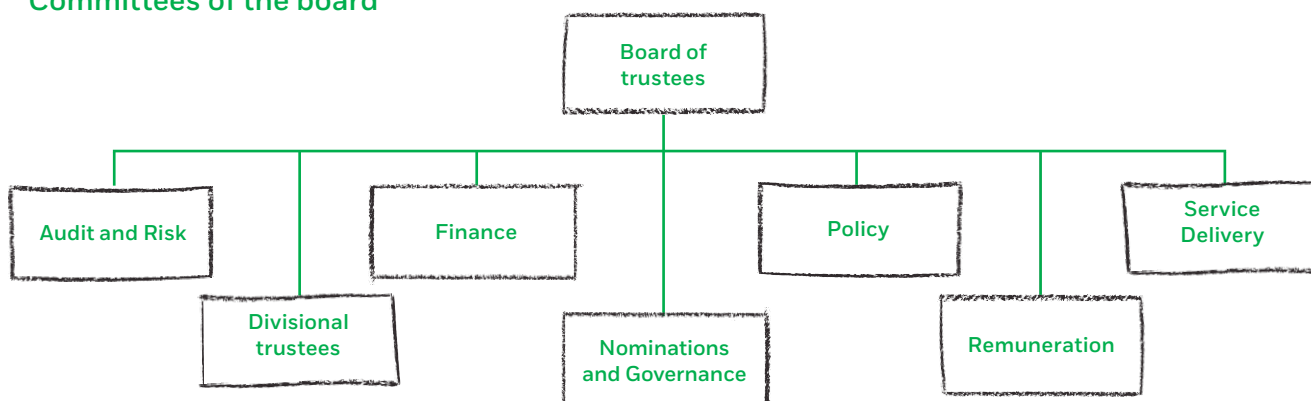 Committees of the board
Board of
trustees
Audit and Risk
Finance
Policy
Service
Delivery
Divisional
trustees
Nominations
and Governance
Remuneration